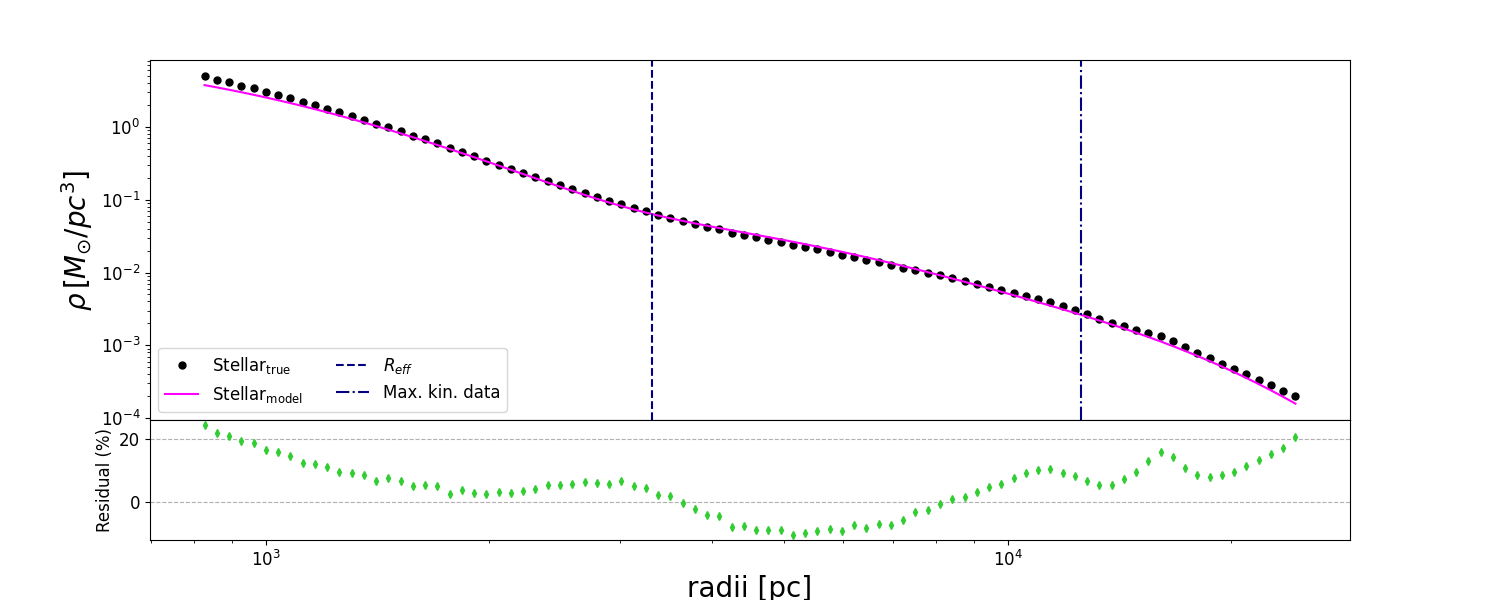 ρ [M⊙/pc³]
10⁰
10⁻¹
10⁻²
10⁻³
10⁻⁴
Stellar_true
Stellar_model
R_eff
Max. kin. data
Residual (%)
20
0
10³
10⁴
radii [pc]